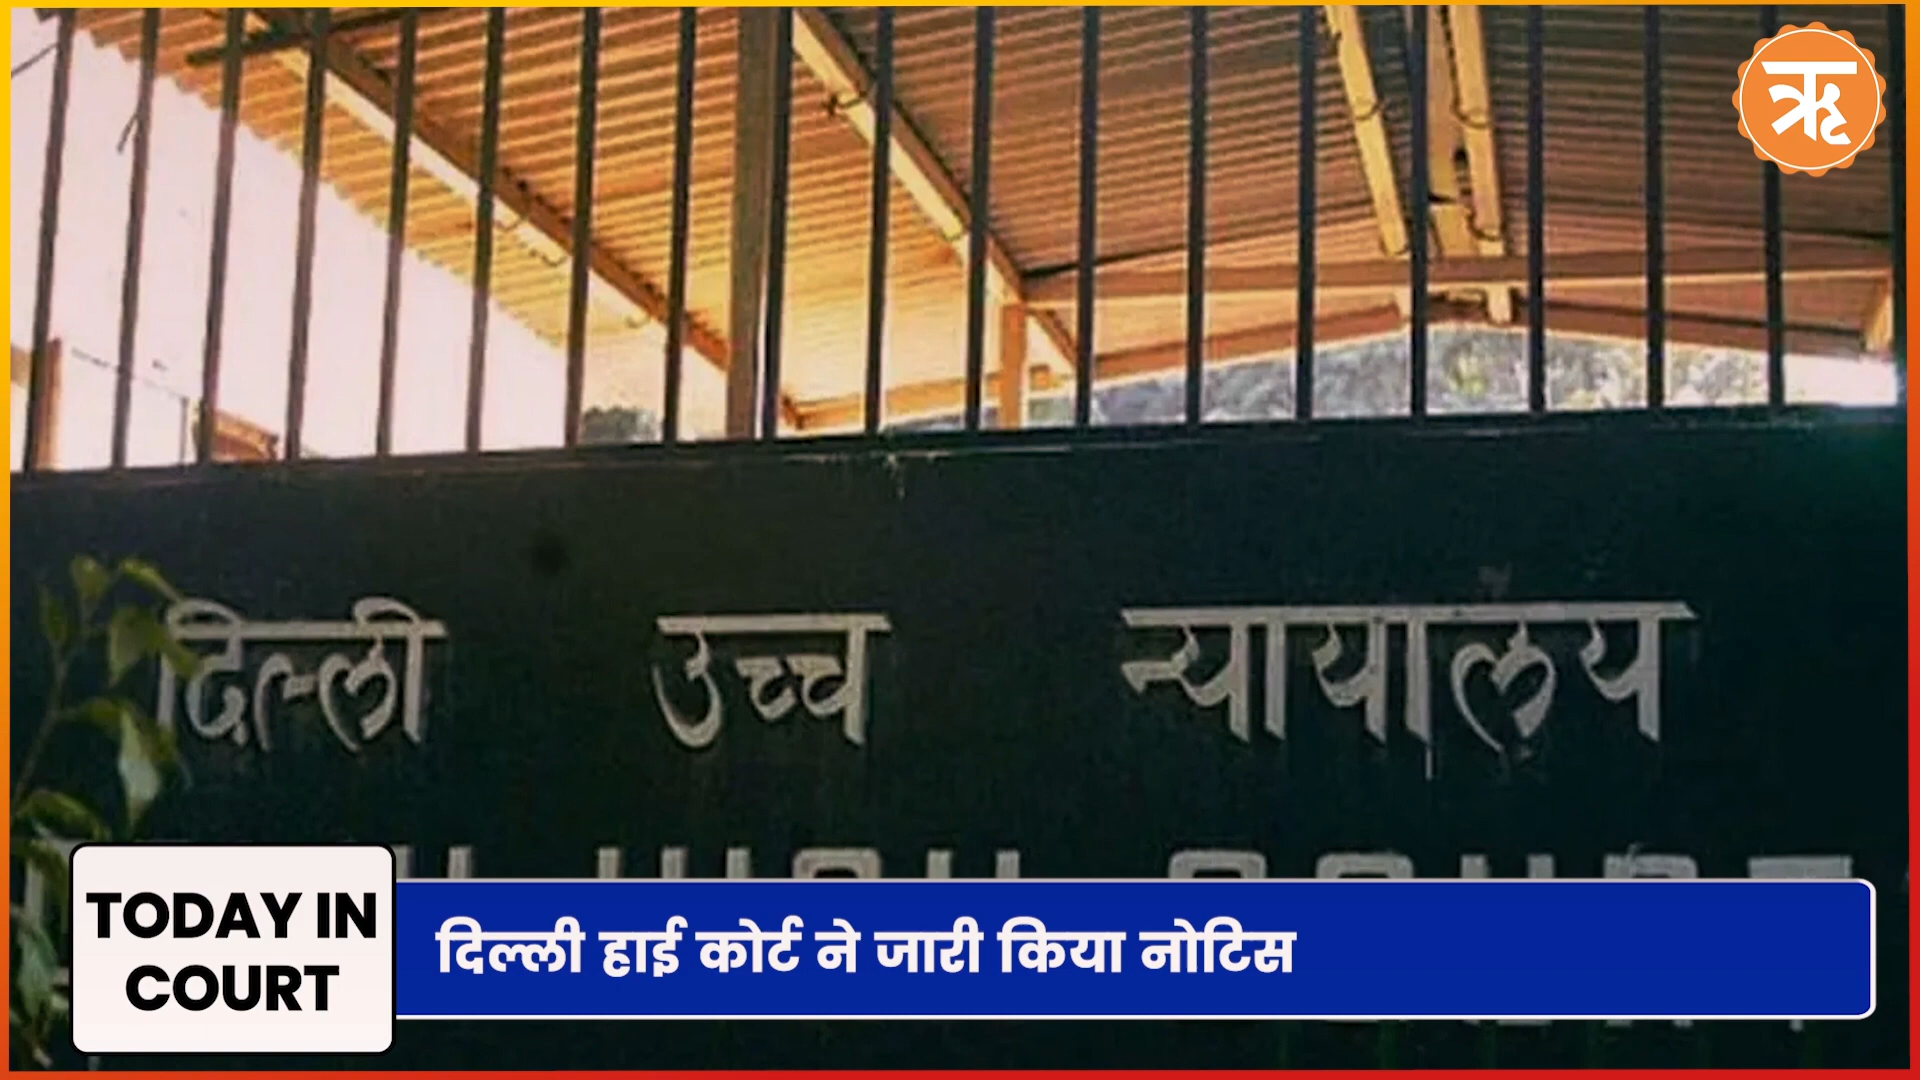 ऋ
दिल्ली उच्च न्यायालय
TODAY IN
COURT
दिल्ली हाई कोर्ट ने जारी किया नोटिस